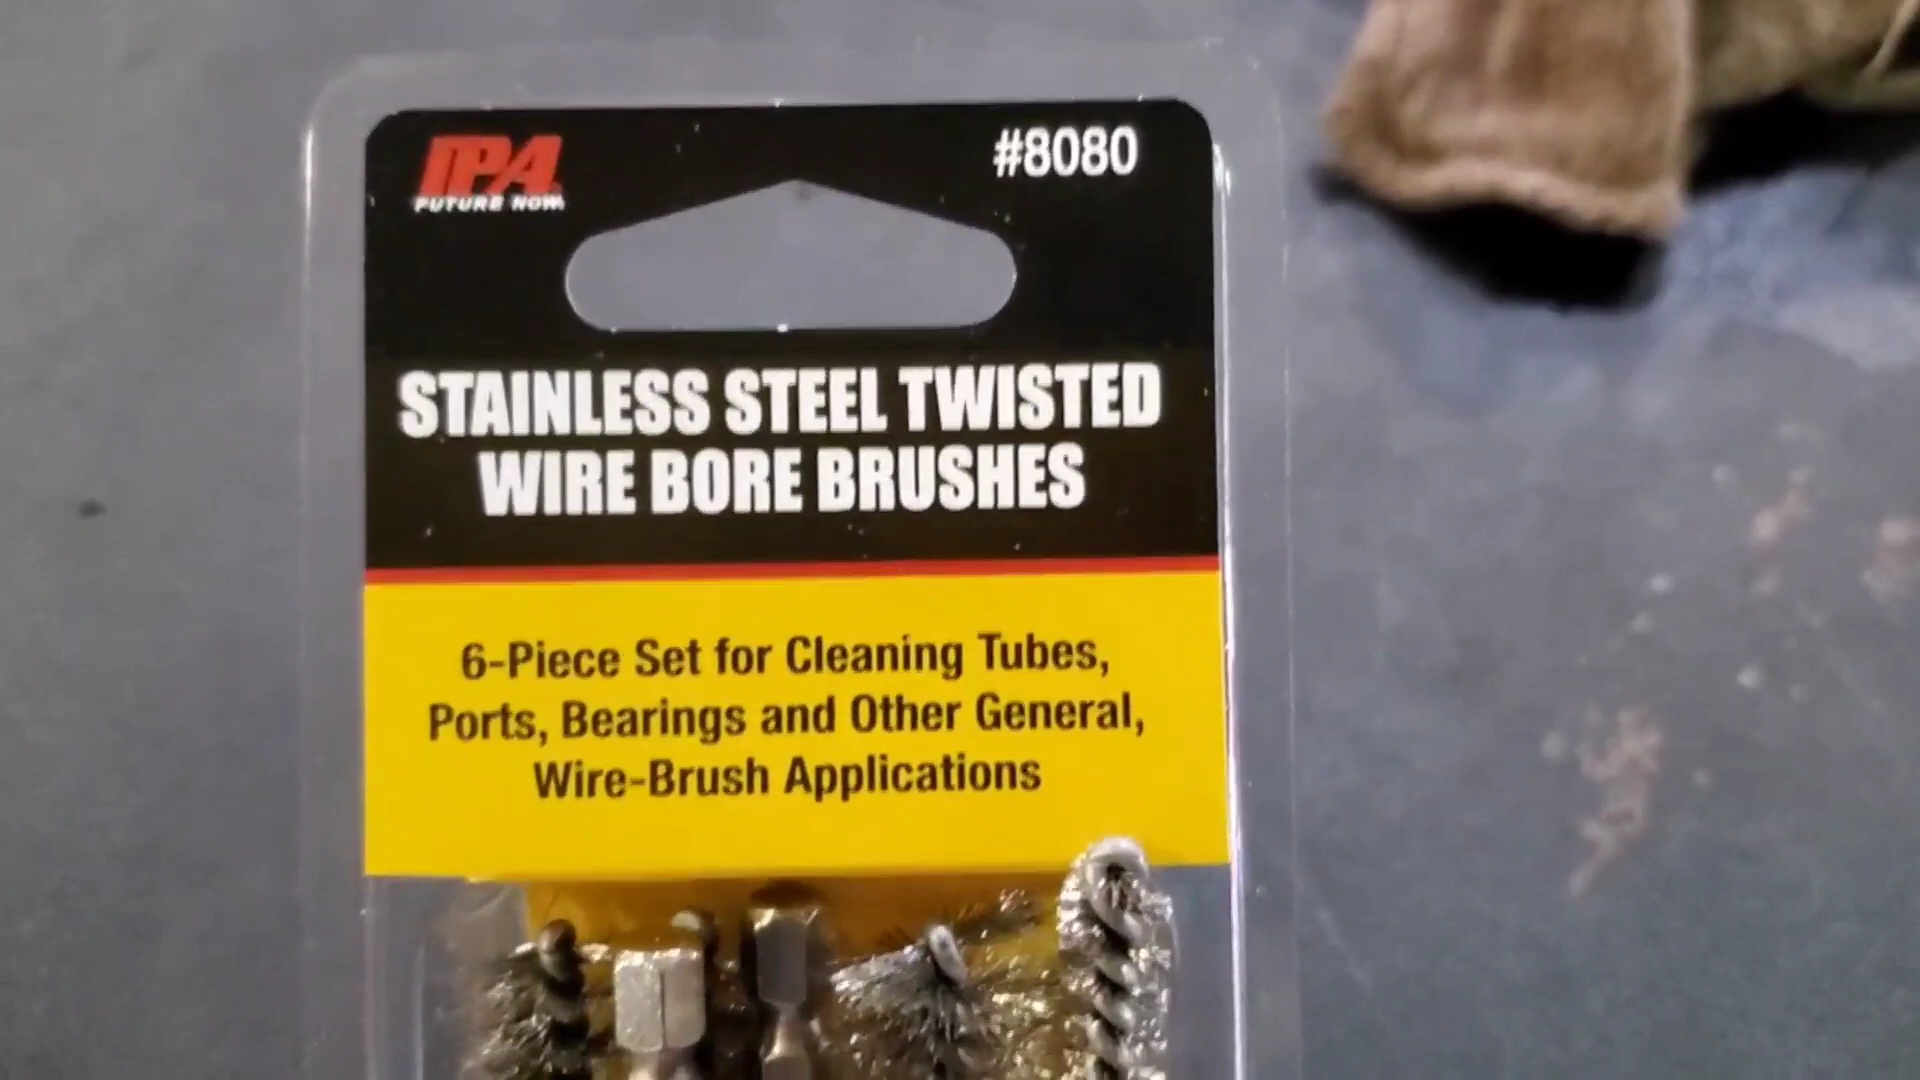 IPA
FUTURE NOW
#8080
STAINLESS STEEL TWISTED
WIRE BORE BRUSHES
6-Piece Set for Cleaning Tubes,
Ports, Bearings and Other General,
Wire-Brush Applications